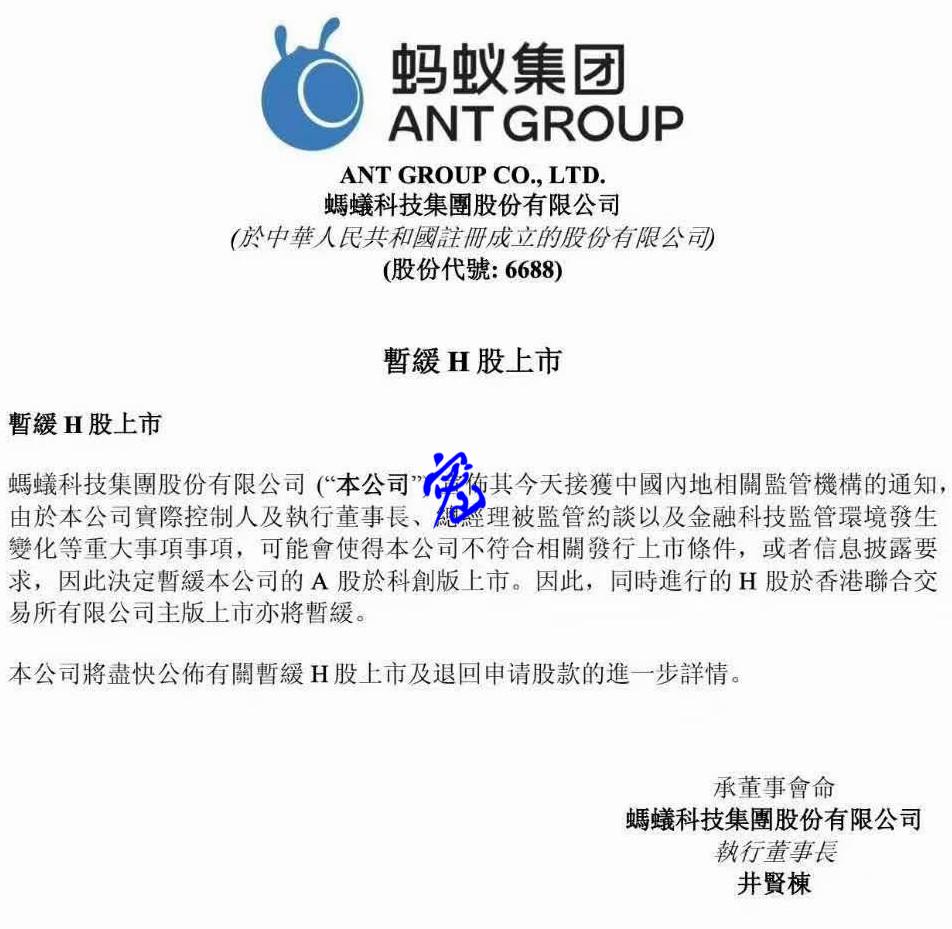 蚂蚁集团
ANT GROUP
ANT GROUP CO., LTD.
螞蟻科技集團股份有限公司
(於中華人民共和國註冊成立的股份有限公司)
(股份代號: 6688)
暫緩 H 股上市
暫緩 H 股上市
螞蟻科技集團股份有限公司 (“本公司” 佈其今天接獲中國內地相關監管機構的通知,
由於本公司實際控制人及執行董事長、總經理被監管約談以及金融科技監管環境發生
變化等重大事項事項，可能會使得本公司不符合相關發行上市條件，或者信息披露要
求，因此決定暫緩本公司的 A 股於科創版上市。因此，同時進行的 H 股於香港聯合交
易所有限公司主版上市亦將暫緩。
本公司將盡快公佈有關暫緩 H 股上市及退回申请股款的進一步詳情。
承董事會命
螞蟻科技集團股份有限公司
執行董事長
井賢棟